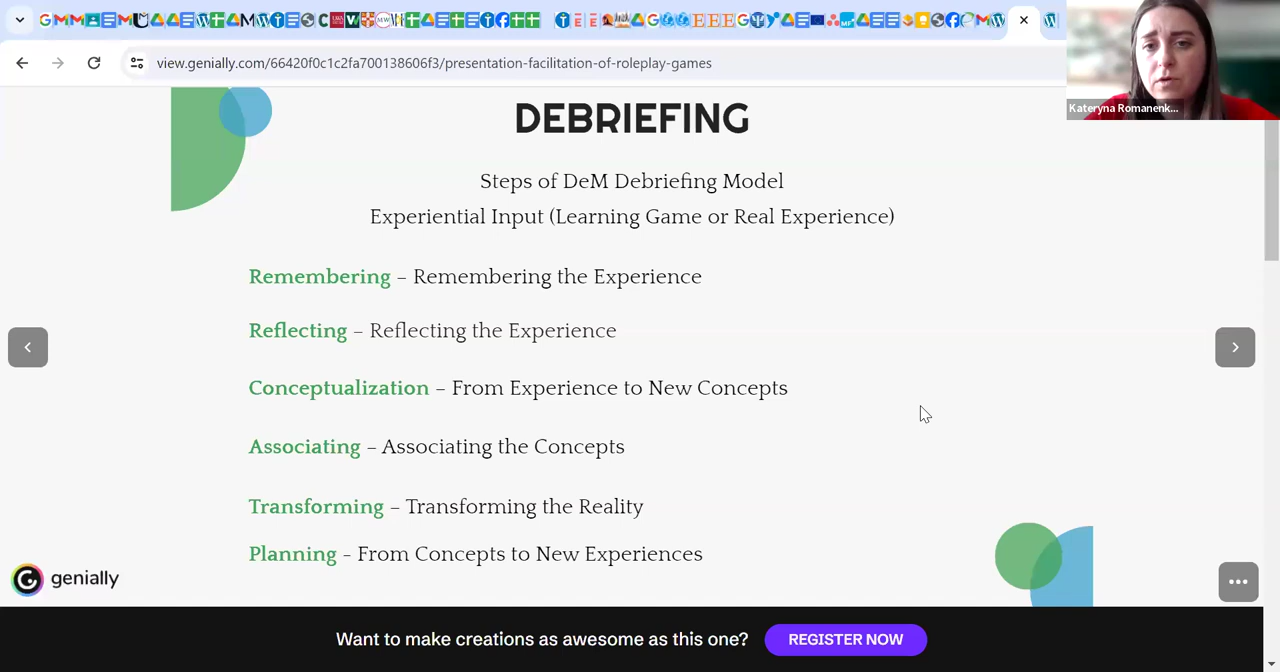 view.genially.com/66420f0c1c2fa700138606f3/presentation-facilitation-of-roleplay-games
Kateryna Romanenk...
DEBRIEFING
Steps of DeM Debriefing Model
Experiential Input (Learning Game or Real Experience)
Remembering – Remembering the Experience
Reflecting – Reflecting the Experience
Conceptualization – From Experience to New Concepts
Associating – Associating the Concepts
Transforming – Transforming the Reality
Planning - From Concepts to New Experiences
genially
Want to make creations as awesome as this one?
REGISTER NOW